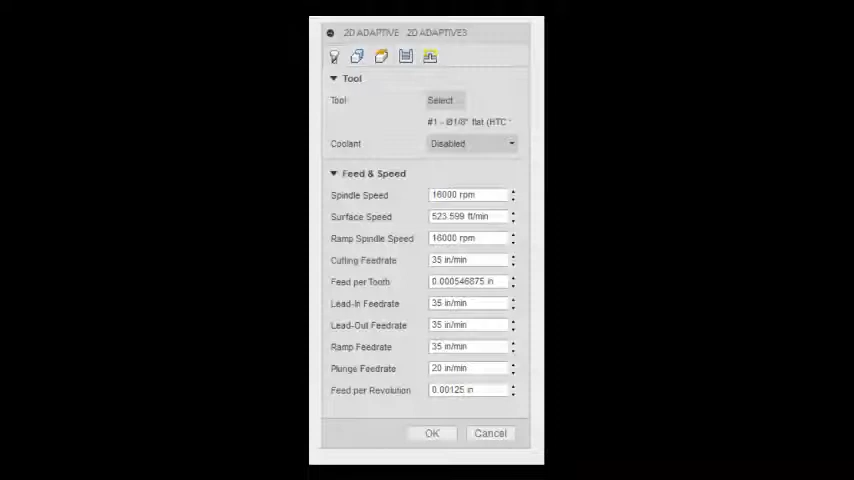 2D ADAPTIVE : 2D ADAPTIVE3
Tool
Tool Select...
#1 - Ø1/8" flat (HTC
Coolant Disabled
Feed & Speed
Spindle Speed 16000 rpm
Surface Speed 523.599 ft/min
Ramp Spindle Speed 16000 rpm
Cutting Feedrate 35 in/min
Feed per Tooth 0.000546875 in
Lead-In Feedrate 35 in/min
Lead-Out Feedrate 35 in/min
Ramp Feedrate 35 in/min
Plunge Feedrate 20 in/min
Feed per Revolution 0.00125 in
OK Cancel